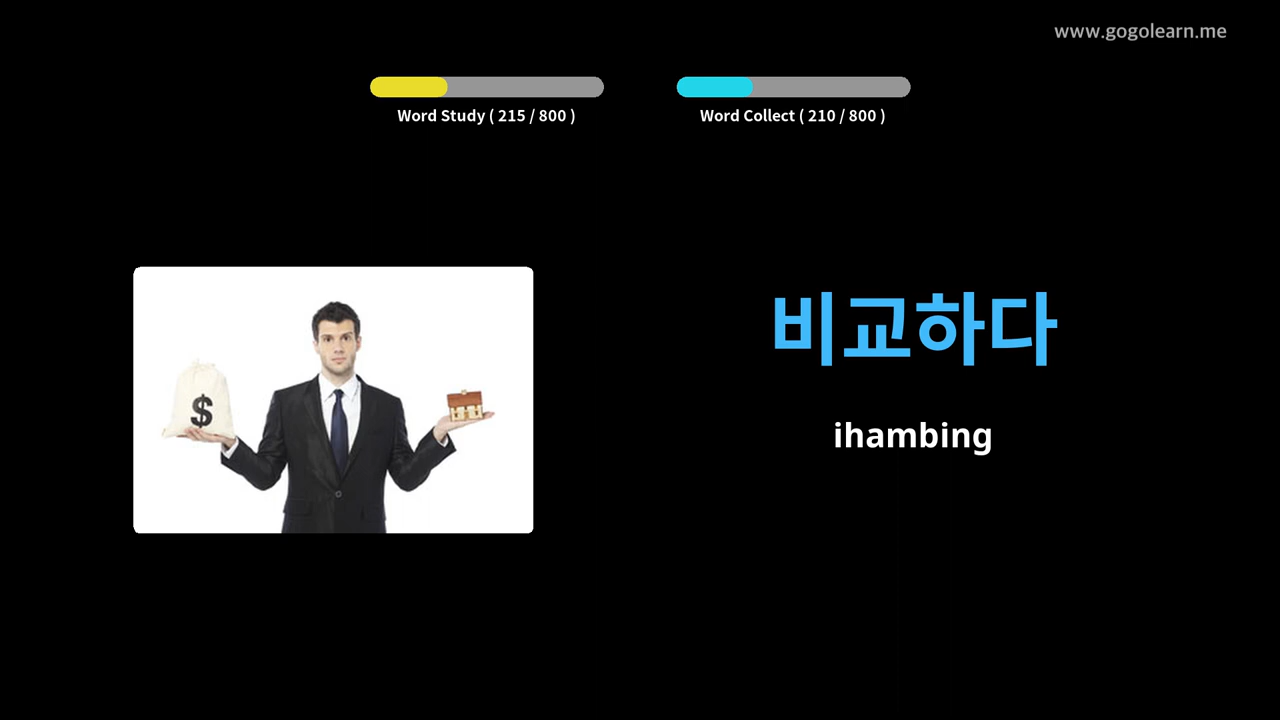 www.gogolearn.me
Word Study ( 215 / 800 )
Word Collect ( 210 / 800 )
$
비교하다
ihambing